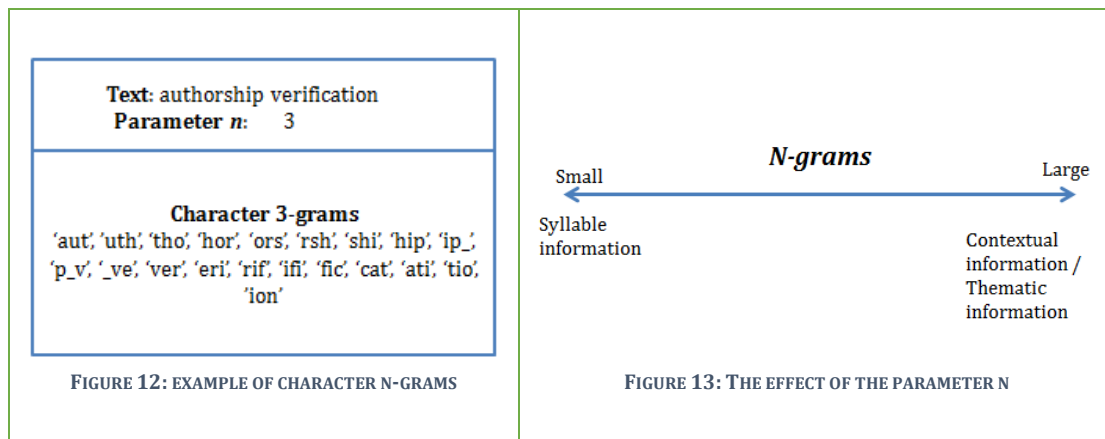 Text: authorship verification
Parameter n: 3
Character 3-grams
‘aut’, ’uth’, ‘tho’, ‘hor’, ‘ors’, ‘rsh’, ‘shi’, ‘hip’, ‘ip_’,
‘p_v’, ‘_ve’, ‘ver’, ‘eri’, ‘rif’, ‘ifi’, ‘fic’, ‘cat’, ‘ati’, ‘tio’,
’ion’
FIGURE 12: EXAMPLE OF CHARACTER N-GRAMS
N-grams
Small
Large
Syllable
information
Contextual
information /
Thematic
information
FIGURE 13: THE EFFECT OF THE PARAMETER N